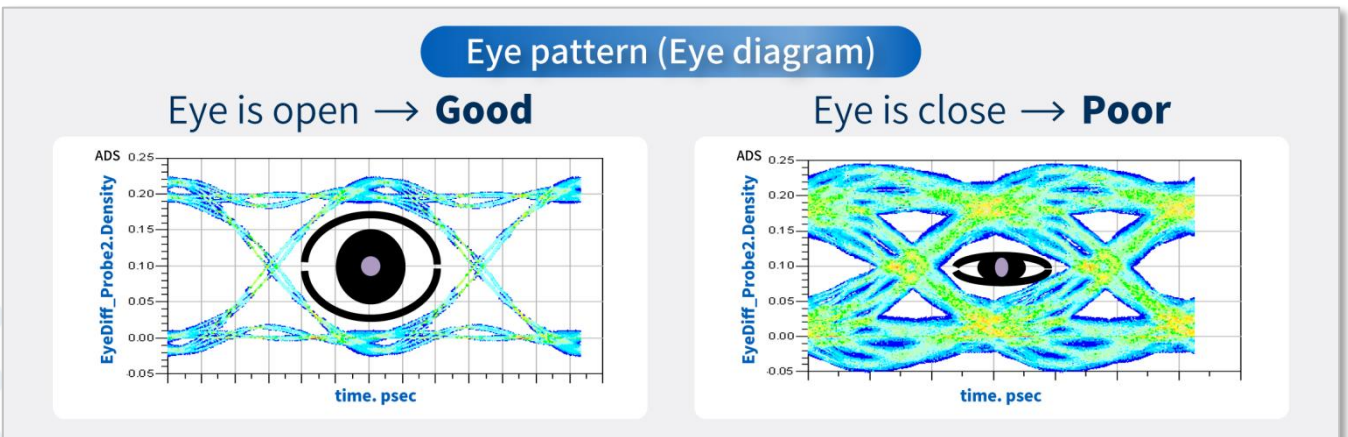 Eye pattern (Eye diagram)
Eye is open → Good
ADS
0.25
0.20
0.15
0.10
0.05
0.00
-0.05
EyeDiff_Probe2.Density
time. psec
Eye is close → Poor
ADS
0.25
0.20
0.15
0.10
0.05
0.00
0.05
EyeDiff_Probe2.Density
time. psec